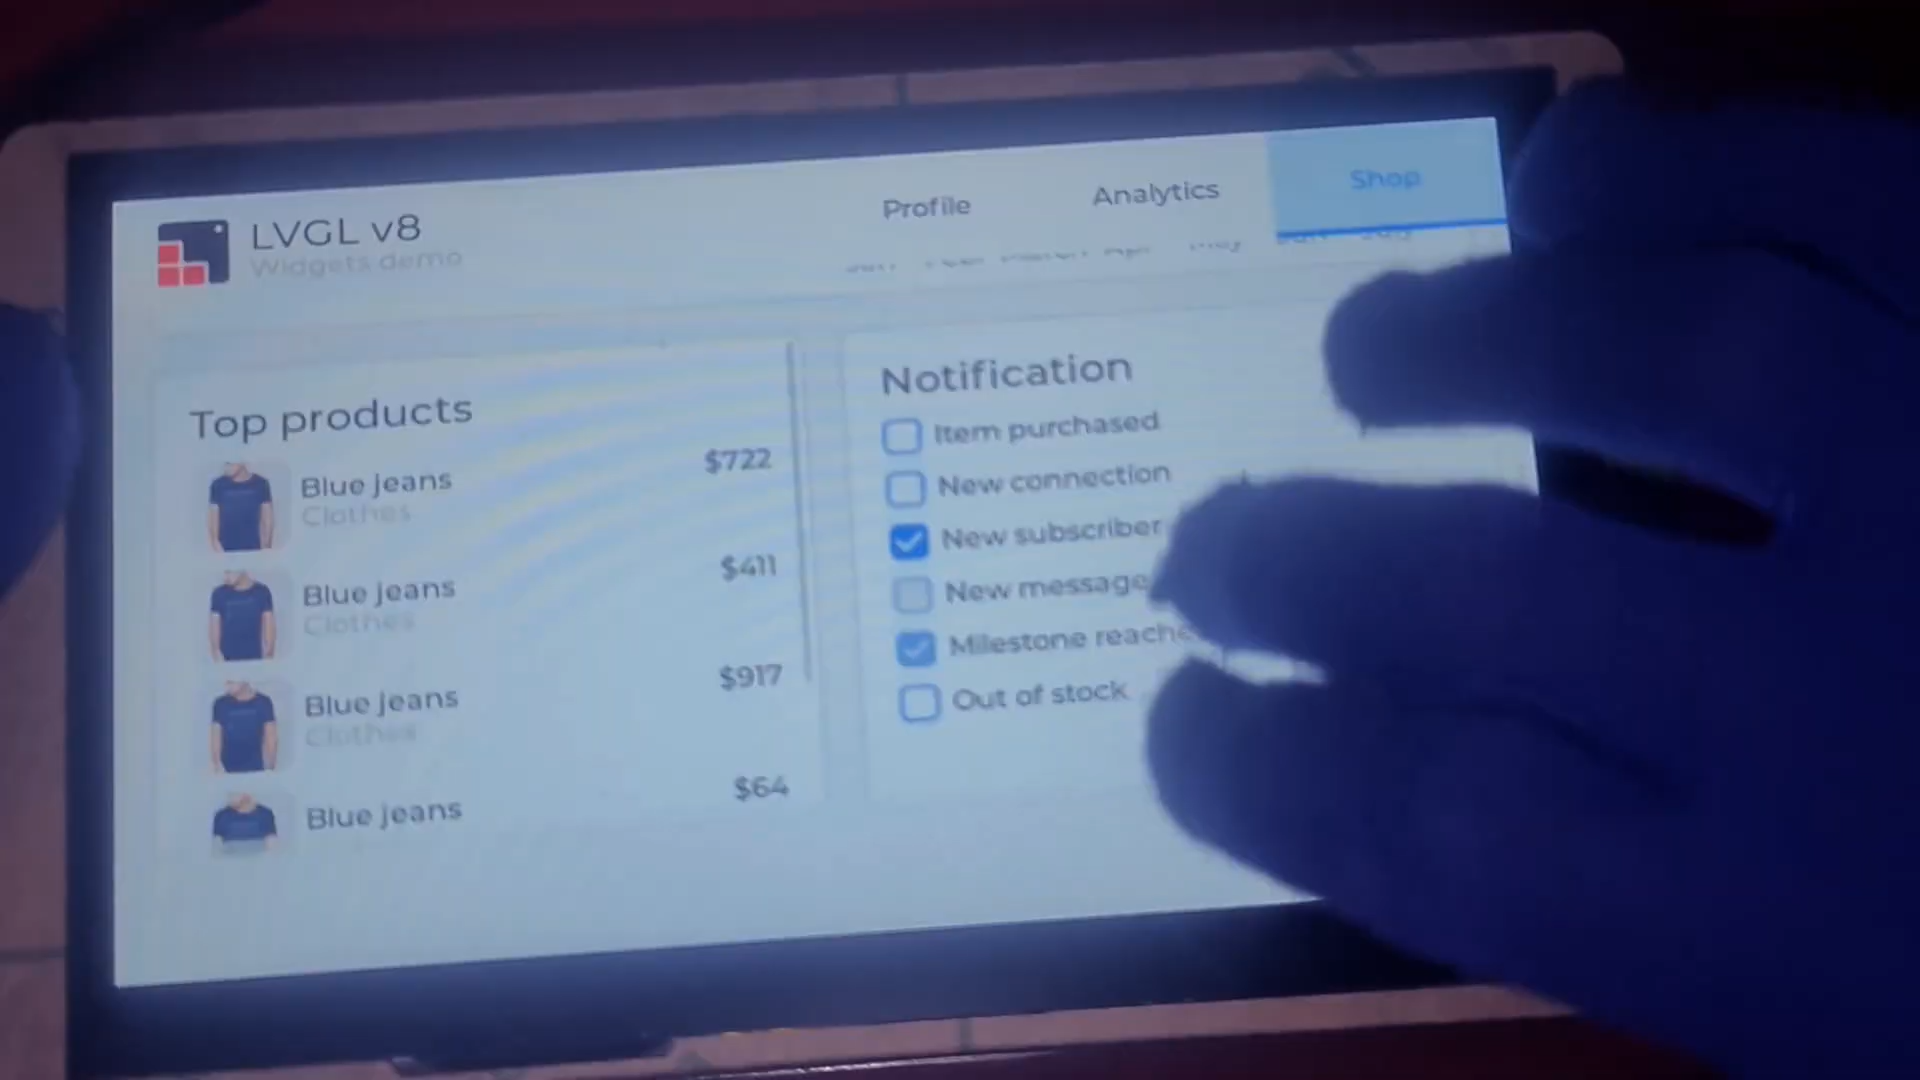 LVGL v8
Widgets demo
Profile
Analytics
Shop
Top products
Blue jeans
Clothes
$722
Blue jeans
Clothes
$411
Blue jeans
Clothes
$917
Blue jeans
$64
Notification
Item purchased
New connection
New subscriber
New message
Milestone reache
Out of stock